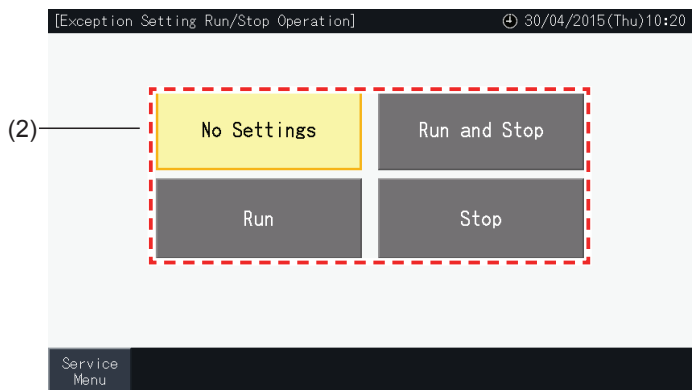 [Exception Setting Run/Stop Operation] 30/04/2015(Thu)10:20
(2)
No Settings Run and Stop
Run Stop
Service
Menu